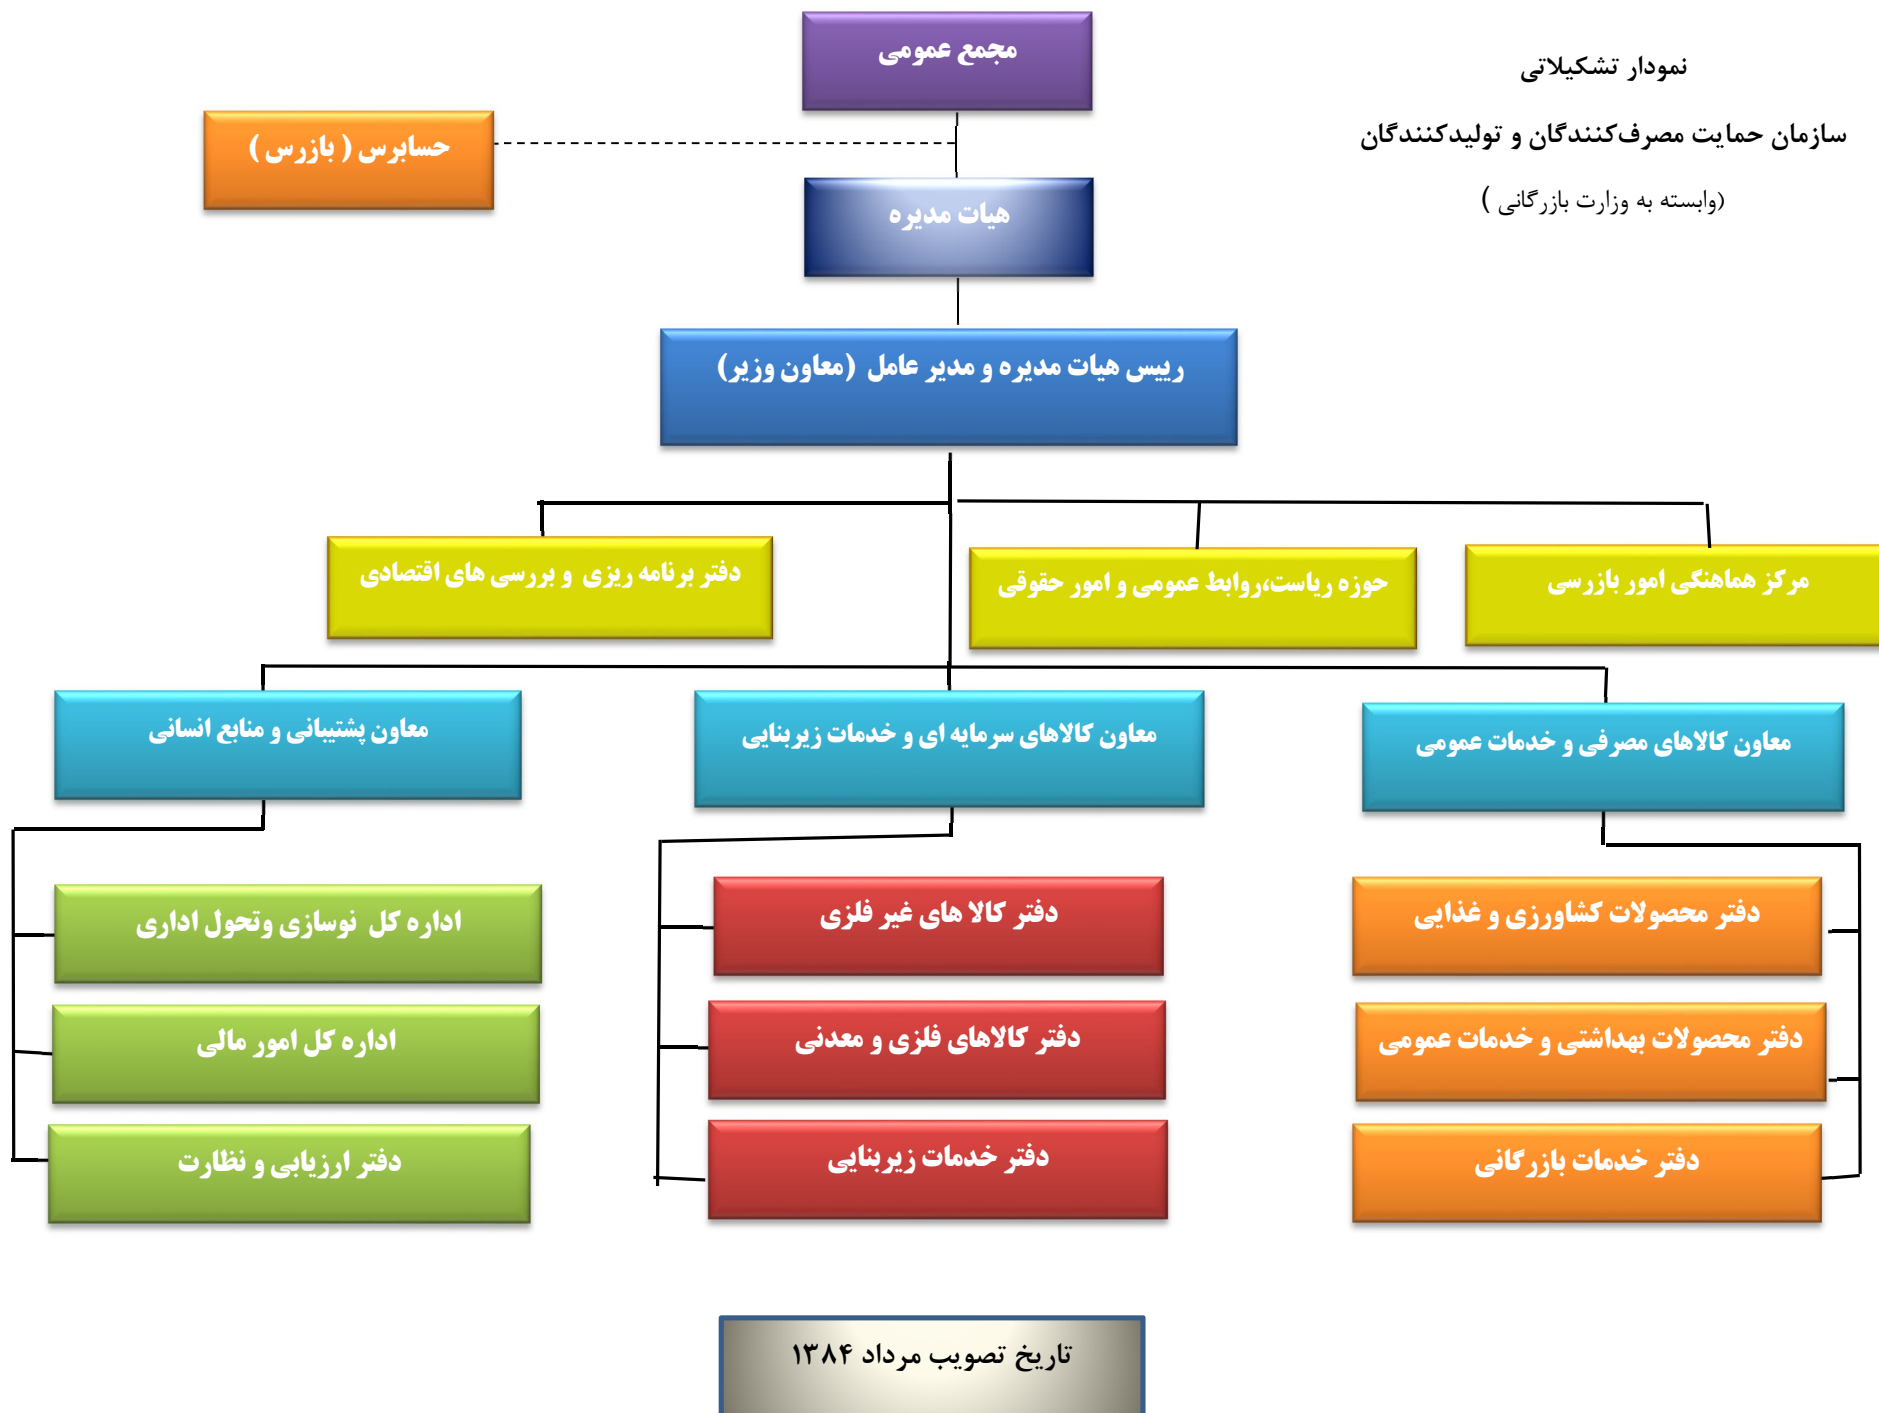 نمودار تشکیلاتی
سازمان حمایت مصرف‌کنندگان و تولیدکنندگان
(وابسته به وزارت بازرگانی )
مجمع عمومی
حسابرس ( بازرس )
هیات مدیره
رییس هیات مدیره و مدیر عامل (معاون وزیر)
مرکز هماهنگی امور بازرسی
حوزه ریاست،روابط عمومی و امور حقوقی
دفتر برنامه ریزی و بررسی های اقتصادی
معاون کالاهای مصرفی و خدمات عمومی
معاون کالاهای سرمایه ای و خدمات زیربنایی
معاون پشتیبانی و منابع انسانی
دفتر محصولات کشاورزی و غذایی
دفتر کالا های غیر فلزی
اداره کل نوسازی وتحول اداری
دفتر محصولات بهداشتی و خدمات عمومی
دفتر کالاهای فلزی و معدنی
اداره کل امور مالی
دفتر خدمات بازرگانی
دفتر خدمات زیربنایی
دفتر ارزیابی و نظارت
تاریخ تصویب مرداد ۱۳۸۴